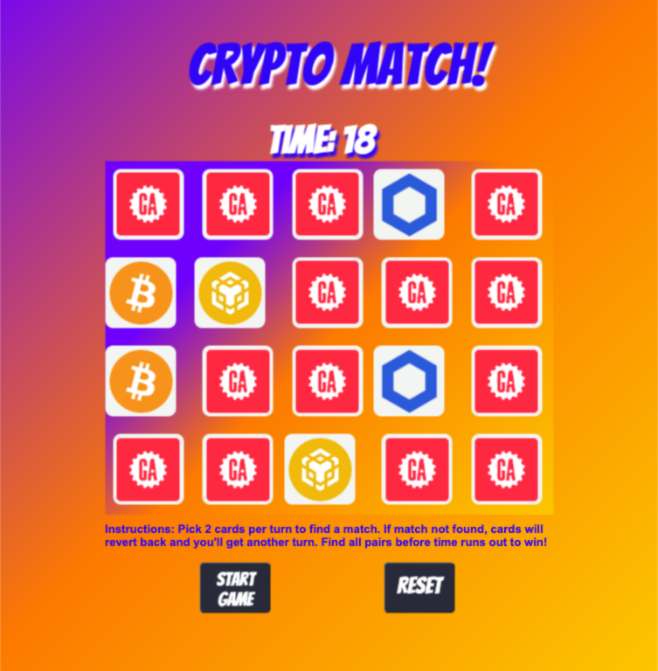 CRYPTO MATCH!
TIME: 18
GA GA GA GA
GA GA GA
GA GA GA
GA GA GA GA
Instructions: Pick 2 cards per turn to find a match. If match not found, cards will
revert back and you'll get another turn. Find all pairs before time runs out to win!
START
GAME
RESET